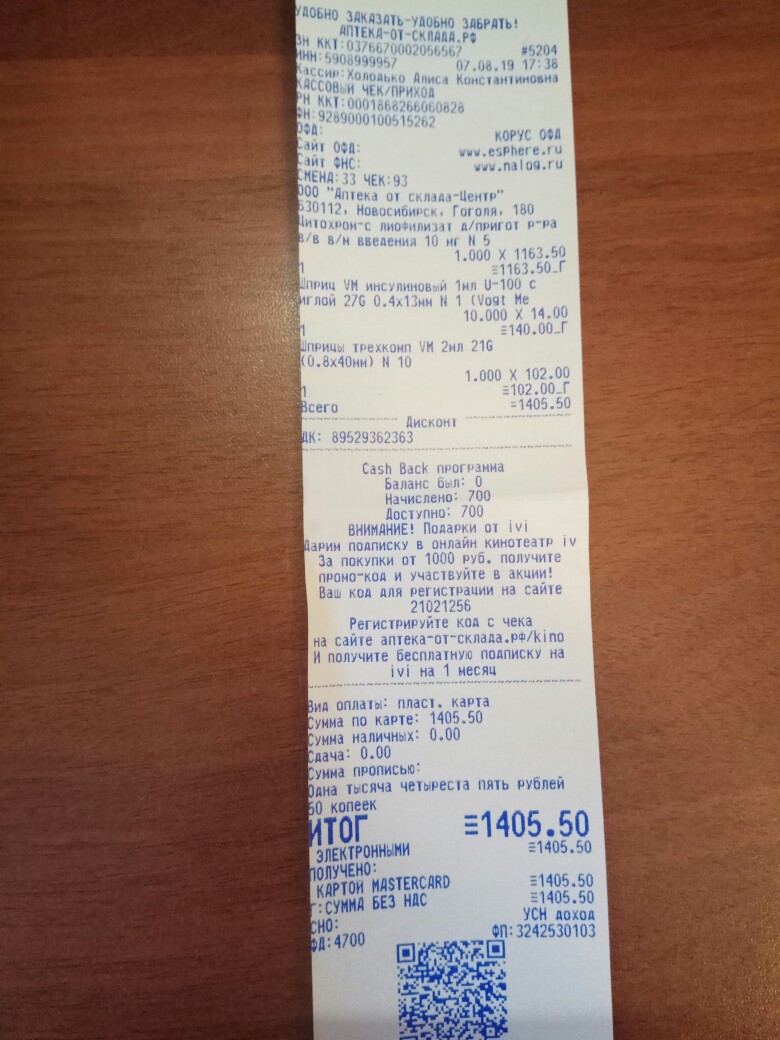 УДОБНО ЗАКАЗАТЬ-УДОБНО ЗАБРАТЬ!
АПТЕКА-ОТ-СКЛАДА.РФ
ЗН ККТ:0376670002056567 #5204
ИНН:5908999957 07.08.19 17:38
Кассир:Холодько Алиса Константиновна
КАССОВЫЙ ЧЕК/ПРИХОД
РН ККТ:0001868266060828
ФН:9289000100515262
ОФД: КОРУС ОФД
Сайт ОФД: www.esphere.ru
Сайт ФНС: www.nalog.ru
СМЕНА:33 ЧЕК:93
ООО "Аптека от склада-Центр"
630112, Новосибирск, Гоголя, 180
Цитохром-с лиофилизат д/пригот р-ра
в/в в/м введения 10 мг N 5
1.000 X 1163.50
1 ≡1163.50_Г
Шприц VM инсулиновый 1мл U-100 с
иглой 27G 0.4х13мм N 1 (Vogt Me
10.000 X 14.00
1 ≡140.00_Г
Шприцы трехкомп VM 2мл 21G
(0.8х40мм) N 10
1.000 X 102.00
1 ≡102.00_Г
Всего =1405.50
Дисконт
ДК: 89529362363
Cash Back программа
Баланс был: 0
Начислено: 700
Доступно: 700
ВНИМАНИЕ! Подарки от ivi
Дарим подписку в онлайн кинотеатр iv
За покупки от 1000 руб. получите
промо-код и участвуйте в акции!
Ваш код для регистрации на сайте
21021256
Регистрируйте код с чека
на сайте аптека-от-склада.рф/kino
И получите бесплатную подписку на
ivi на 1 месяц
Вид оплаты: пласт. карта
Сумма по карте: 1405.50
Сумма наличных: 0.00
Сдача: 0.00
Сумма прописью:
Одна тысяча четыреста пять рублей
50 копеек
ИТОГ ≡1405.50
ЭЛЕКТРОННЫМИ ≡1405.50
ПОЛУЧЕНО:
КАРТОЙ MASTERCARD ≡1405.50
Г:СУММА БЕЗ НДС ≡1405.50
СНО: УСН доход
ФД:4700 ФП:3242530103